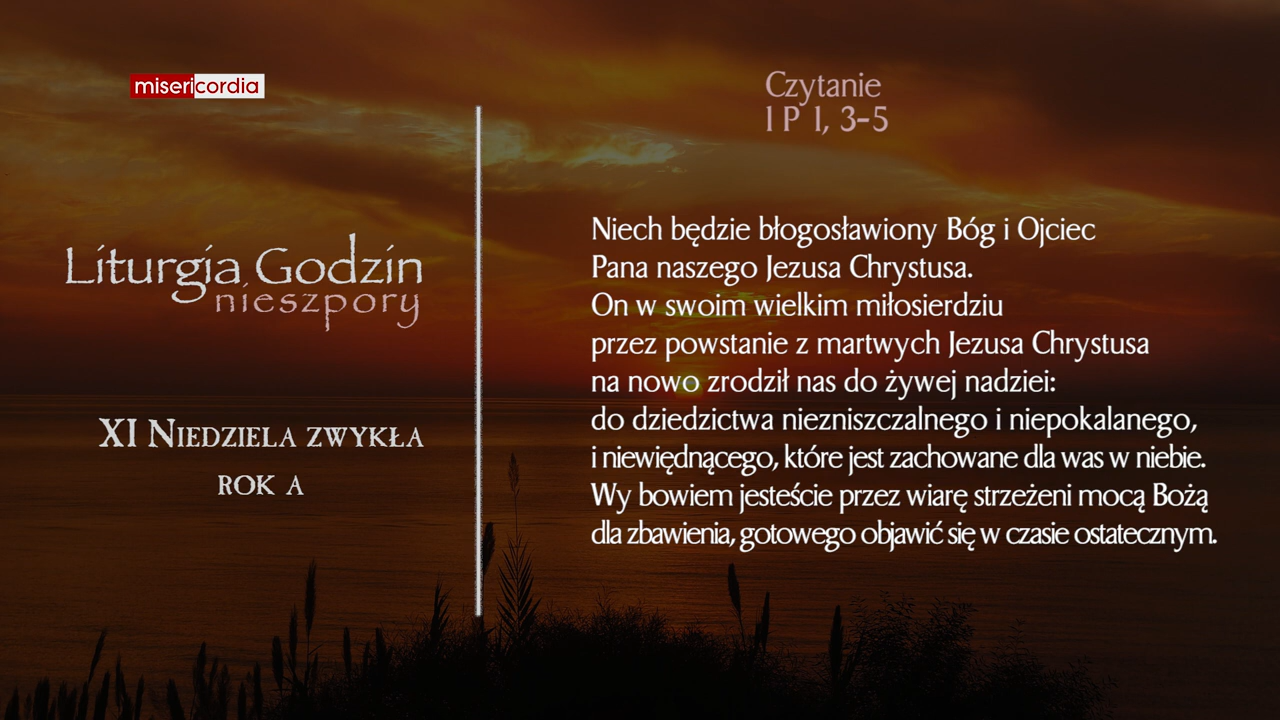 misericordia
Liturgia Godzin
nieszpory
XI Niedziela zwykła
rok A
Czytanie
1 P 1, 3-5
Niech będzie błogosławiony Bóg i Ojciec
Pana naszego Jezusa Chrystusa.
On w swoim wielkim miłosierdziu
przez powstanie z martwych Jezusa Chrystusa
na nowo zrodził nas do żywej nadziei:
do dziedzictwa niezniszczalnego i niepokalanego,
i niewiędnącego, które jest zachowane dla was w niebie.
Wy bowiem jesteście przez wiarę strzeżeni mocą Bożą
dla zbawienia, gotowego objawić się w czasie ostatecznym.